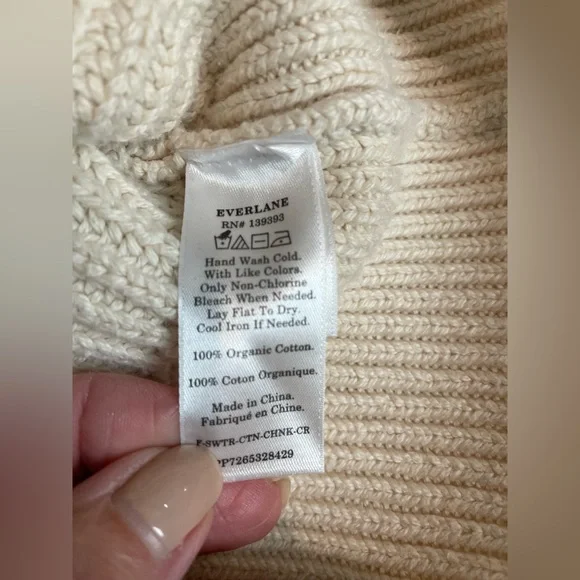 EVERLANE
RN# 139393
Hand Wash Cold.
With Like Colors.
Only Non-Chlorine
Bleach When Needed.
Lay Flat To Dry.
Cool Iron If Needed.
100% Organic Cotton.
100% Coton Organique.
Made in China.
Fabriqué en Chine.
F-SWTR-CTN-CHNK-CR
PP7265328429